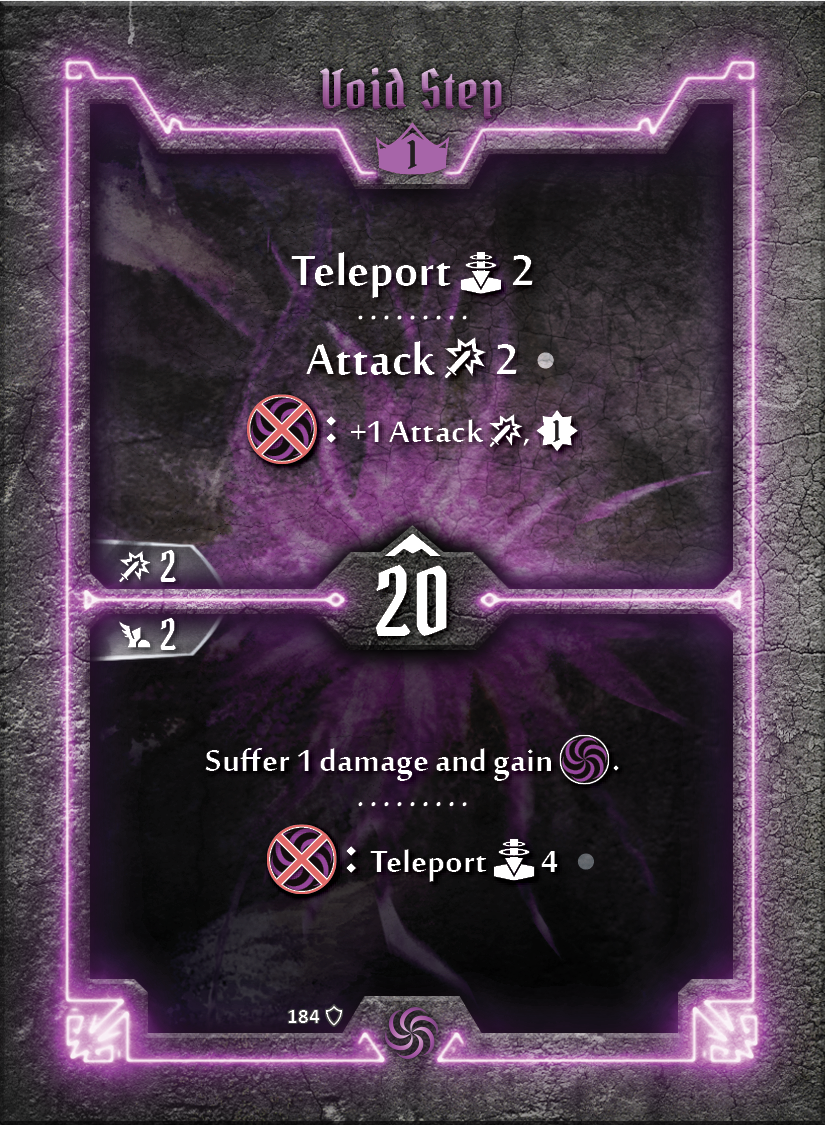 Void Step
1
Teleport 2
Attack 2
: +1 Attack , 1
2
20
2
Suffer 1 damage and gain .
: Teleport 4
184